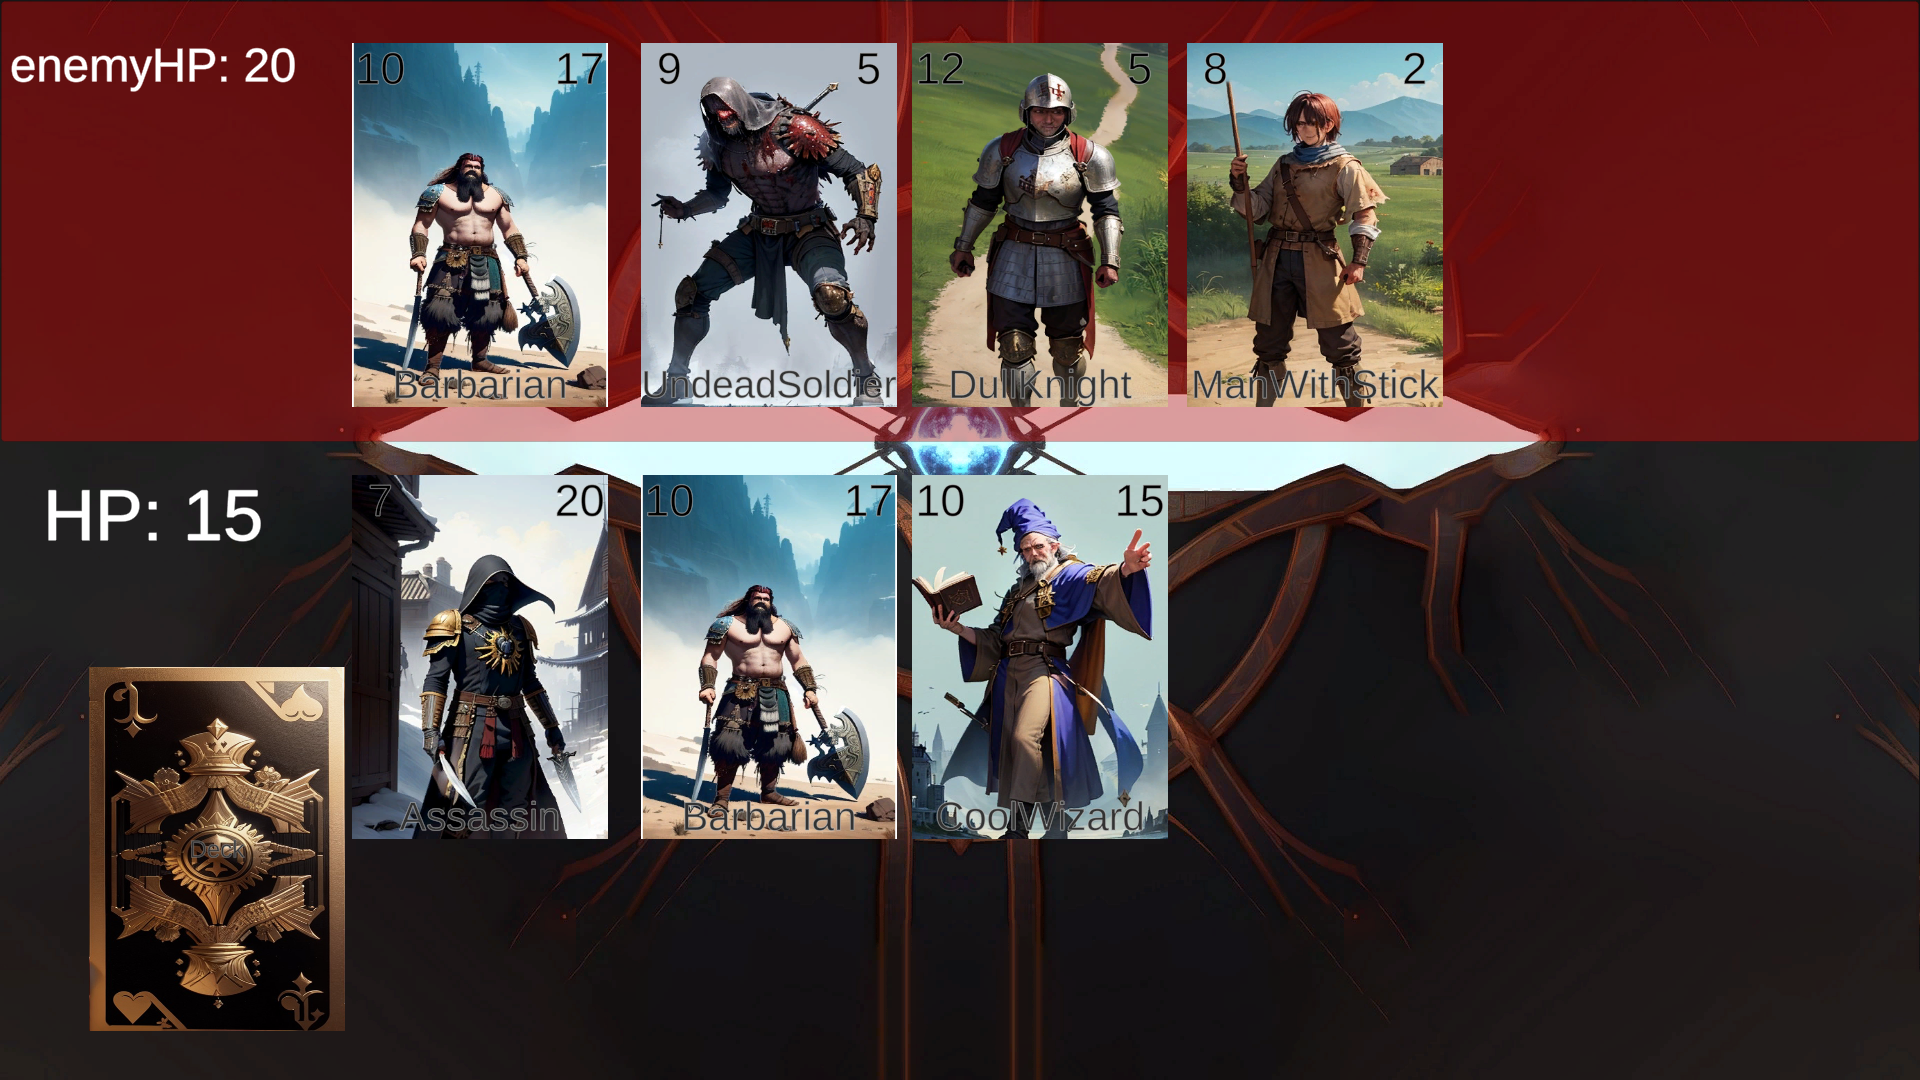 enemyHP: 20
10 17
Barbarian
9 5
UndeadSoldier
12 5
DullKnight
8 2
ManWithStick
HP: 15
7 20
Assassin
10 17
Barbarian
10 15
CoolWizard
Deck